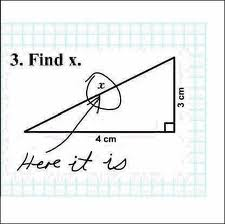 3. Find x.
x
3 cm
4 cm
Here it is